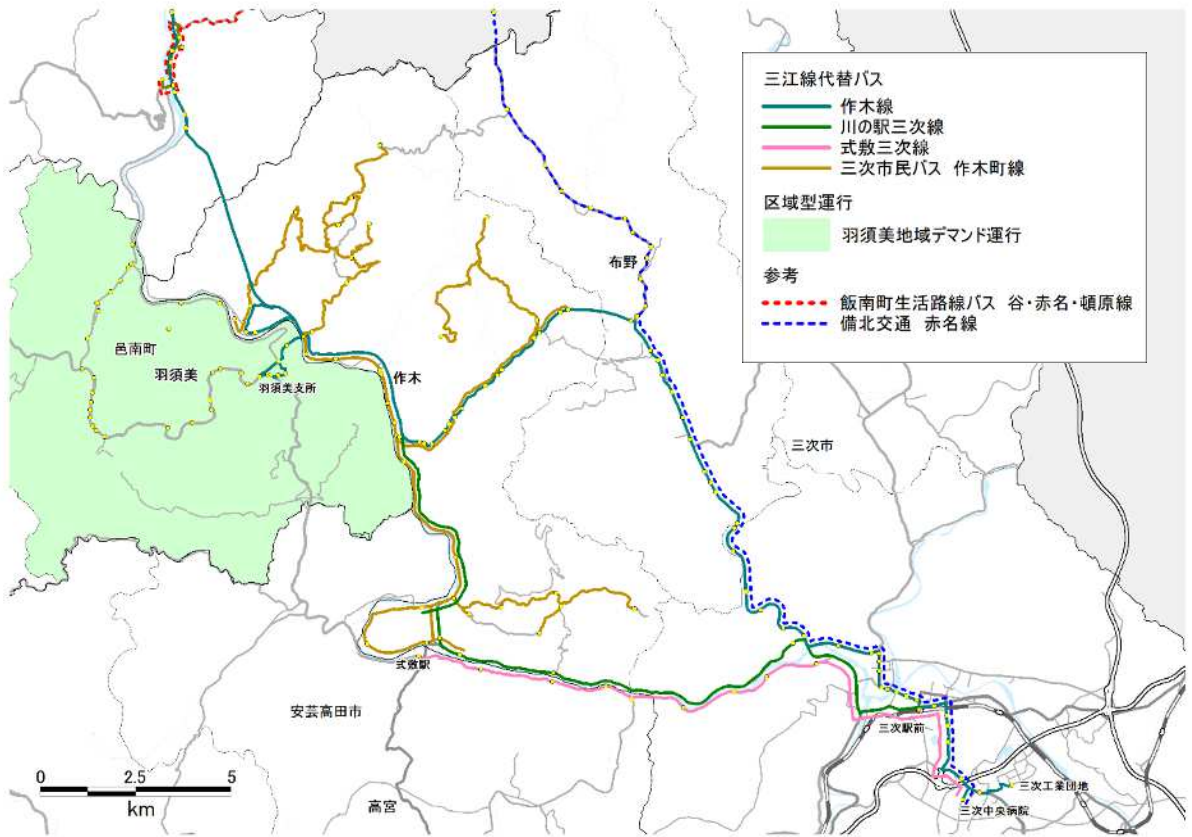 三江線代替バス
作木線
川の駅三次線
式敷三次線
三次市民バス 作木町線
区域型運行
羽須美地域デマンド運行
参考
飯南町生活路線バス 谷・赤名・頓原線
備北交通 赤名線
布野
邑南町
羽須美
羽須美支所
作木
三次市
式敷駅
安芸高田市
三次駅前
高宮
三次工業団地
三次中央病院
0 2.5 5
km